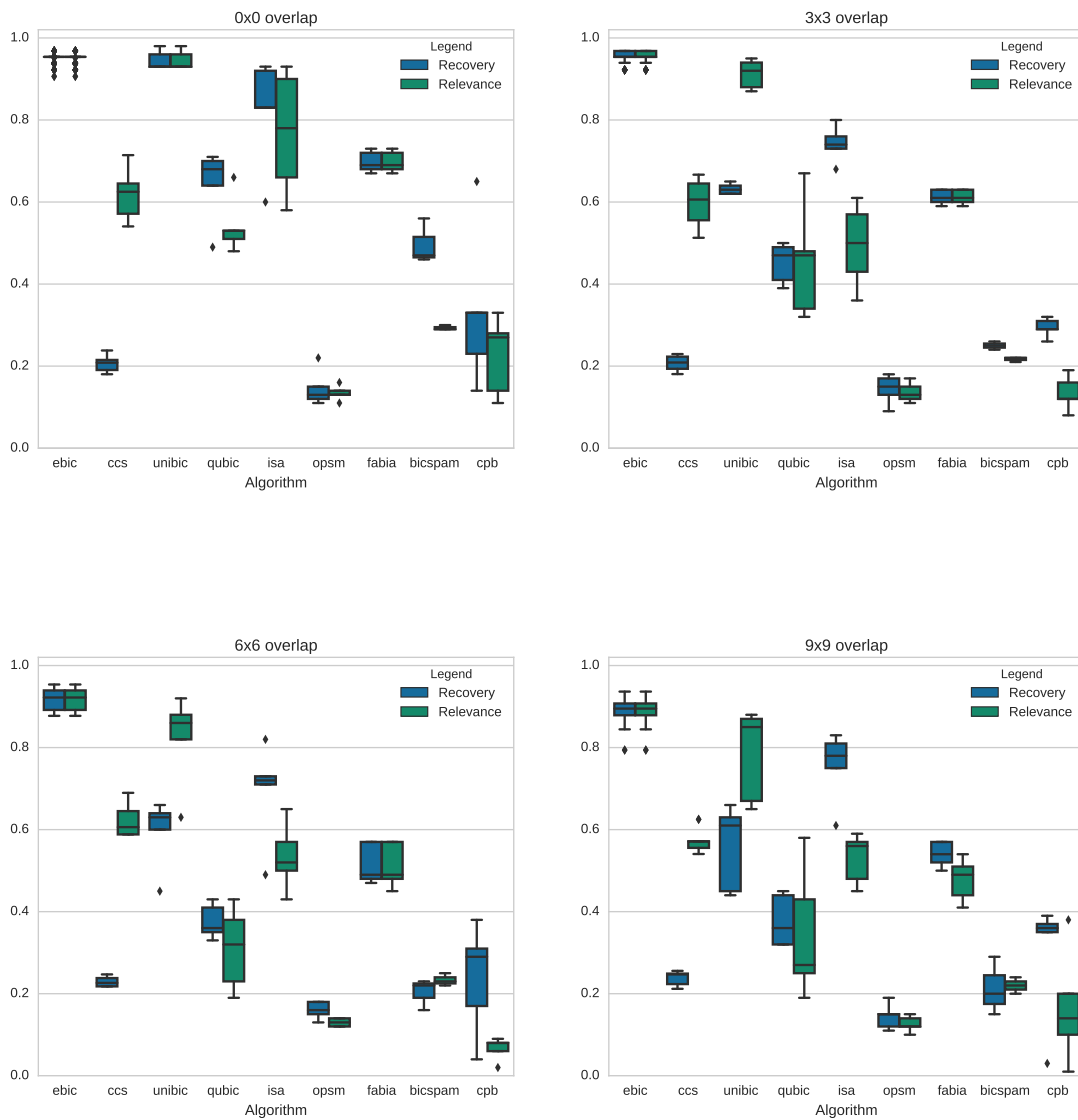 0x0 overlap
1.0
0.8
0.6
0.4
0.2
0.0
Legend
Recovery
Relevance
ebic ccs unibic qubic isa opsm fabia bicspam cpb
Algorithm
3x3 overlap
1.0
0.8
0.6
0.4
0.2
0.0
Legend
Recovery
Relevance
ebic ccs unibic qubic isa opsm fabia bicspam cpb
Algorithm
6x6 overlap
1.0
0.8
0.6
0.4
0.2
0.0
Legend
Recovery
Relevance
ebic ccs unibic qubic isa opsm fabia bicspam cpb
Algorithm
9x9 overlap
1.0
0.8
0.6
0.4
0.2
0.0
Legend
Recovery
Relevance
ebic ccs unibic qubic isa opsm fabia bicspam cpb
Algorithm